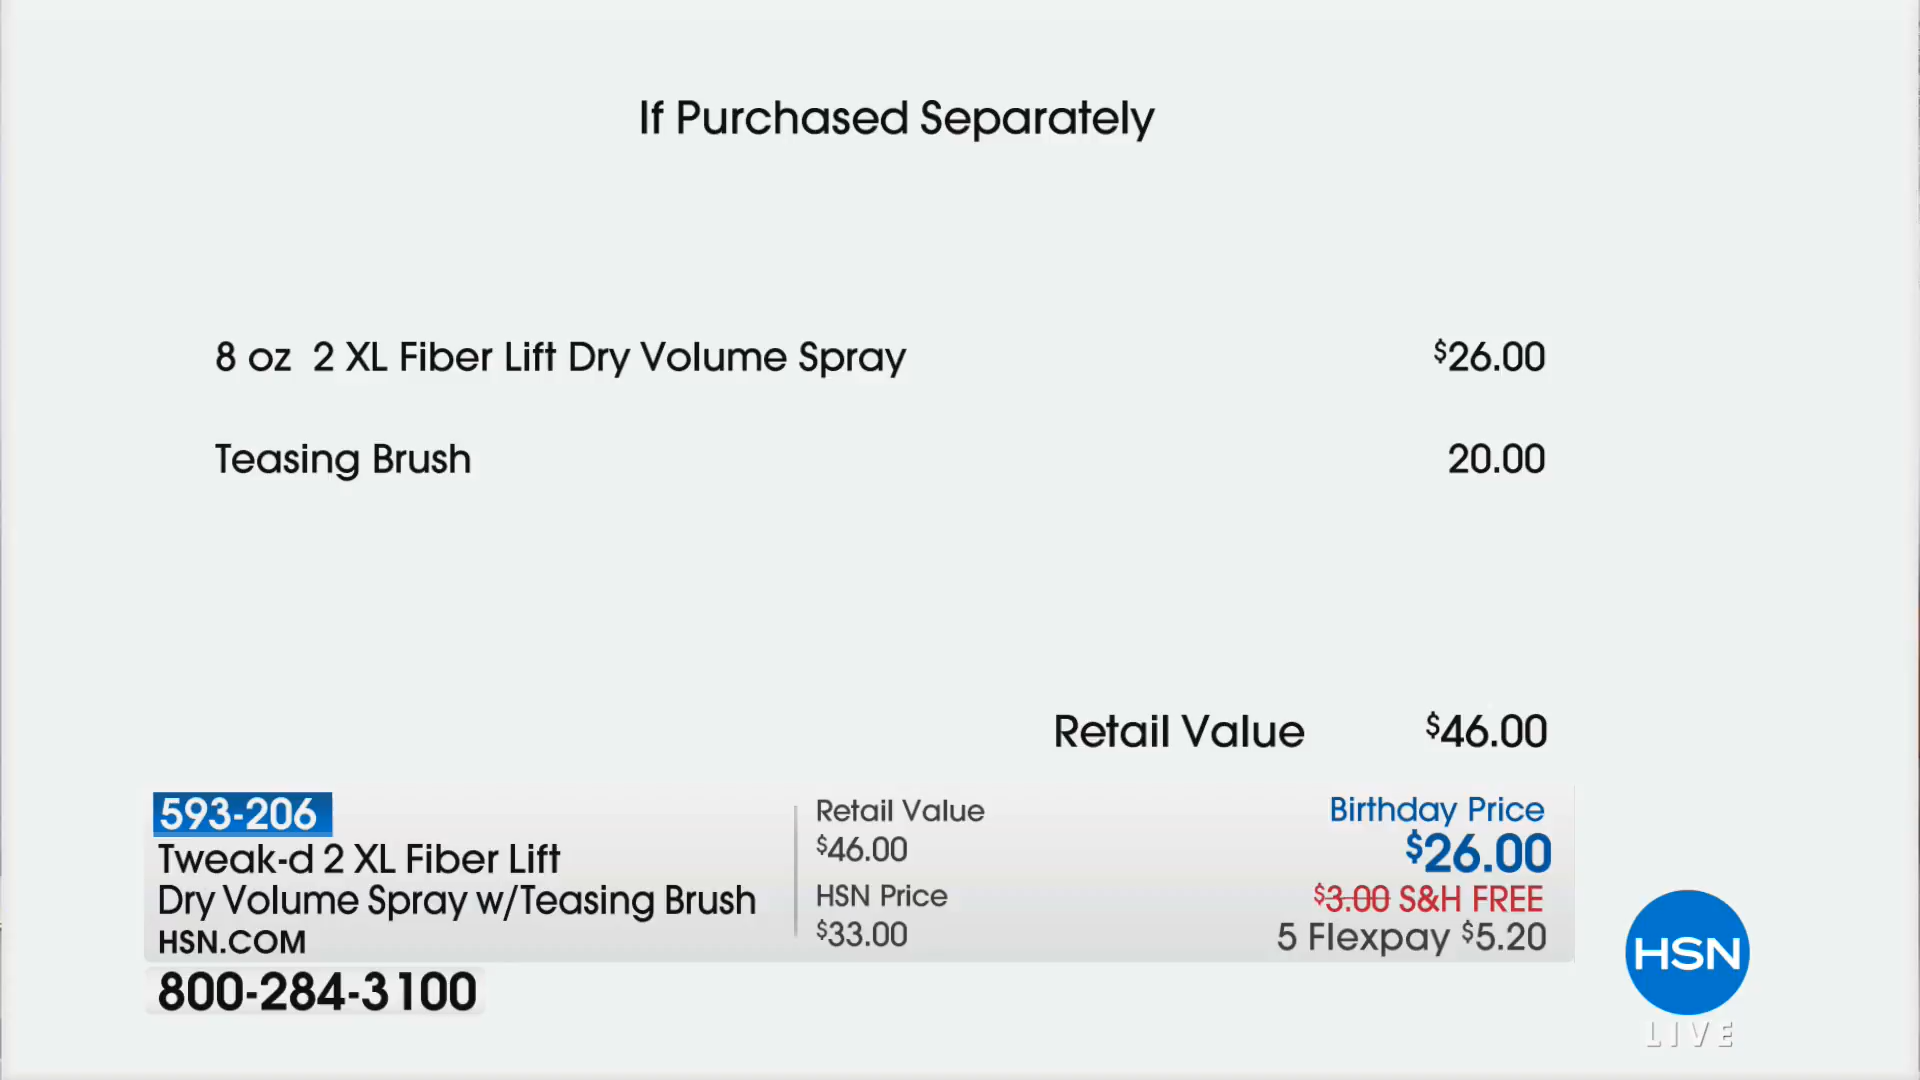 If Purchased Separately
8 oz  2 XL Fiber Lift Dry Volume Spray $26.00
Teasing Brush 20.00
Retail Value $46.00
593-206
Tweak-d 2 XL Fiber Lift
Dry Volume Spray w/Teasing Brush
HSN.COM
800-284-3100
Retail Value
$46.00
HSN Price
$33.00
Birthday Price
$26.00
$3.00 S&H FREE
5 Flexpay $5.20
HSN
LIVE